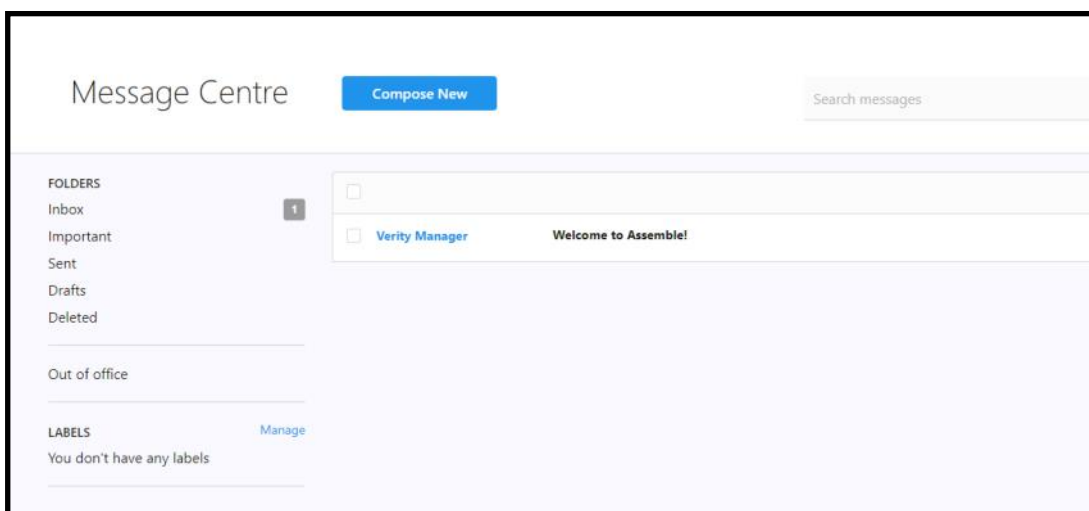 Message Centre
Compose New
Search messages
FOLDERS
Inbox
1
Important
Sent
Drafts
Deleted
Out of office
LABELS
Manage
You don't have any labels
Verity Manager
Welcome to Assemble!